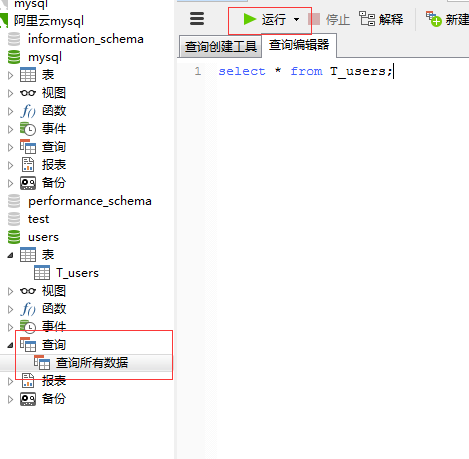 mysql
阿里云mysql
information_schema
mysql
表
视图
函数
事件
查询
报表
备份
performance_schema
test
users
表
T_users
视图
函数
事件
查询
查询所有数据
报表
备份
运行 停止 解释 新建
查询创建工具 查询编辑器
1 select * from T_users;